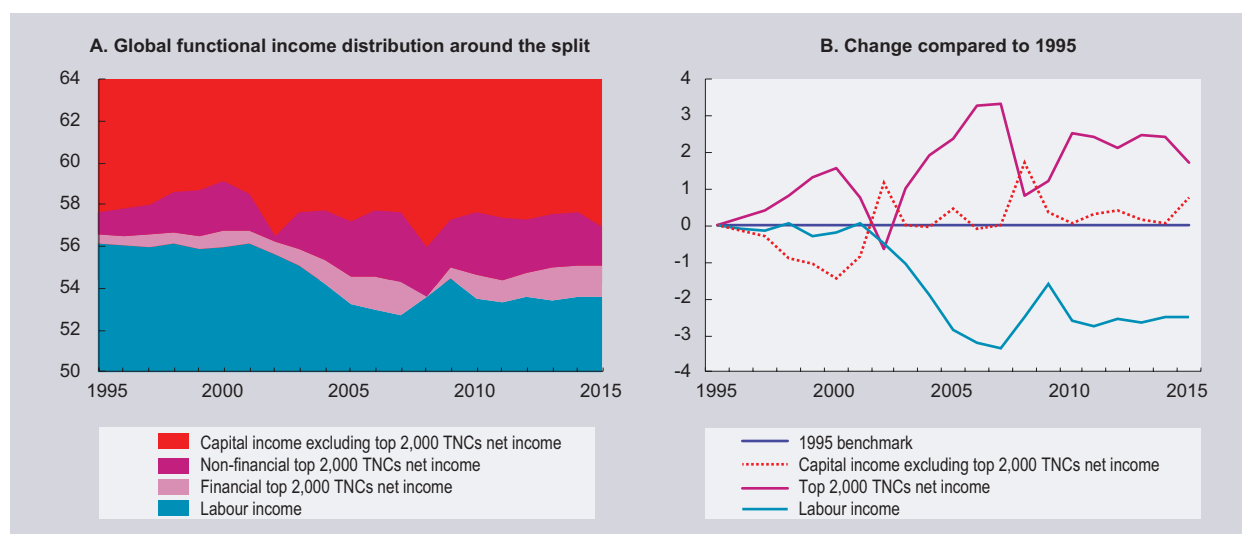 A. Global functional income distribution around the split
64
62
60
58
56
54
52
50
1995
2000
2005
2010
2015
Capital income excluding top 2,000 TNCs net income
Non-financial top 2,000 TNCs net income
Financial top 2,000 TNCs net income
Labour income
B. Change compared to 1995
4
3
2
1
0
-1
-2
-3
-4
1995
2000
2005
2010
2015
1995 benchmark
Capital income excluding top 2,000 TNCs net income
Top 2,000 TNCs net income
Labour income